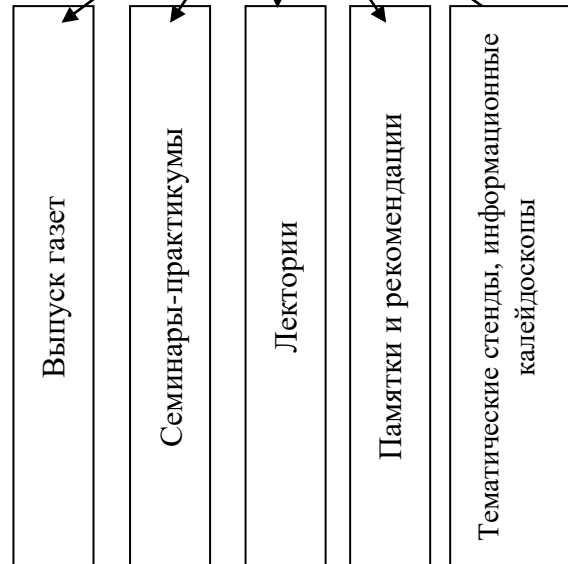 Выпуск газет
Семинары-практикумы
Лектории
Памятки и рекомендации
Тематические стенды, информационные
калейдоскопы